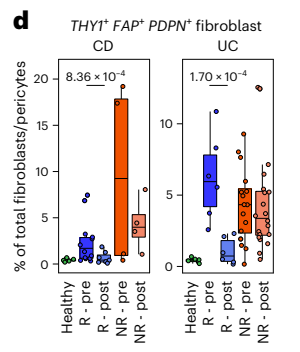 d
THY1⁺ FAP⁺ PDPN⁺ fibroblast
CD
UC
% of total fibroblasts/pericytes
20
15
10
5
0
8.36 × 10⁻⁴
Healthy
R - pre
R - post
NR - pre
NR - post
10
5
0
1.70 × 10⁻⁴
Healthy
R - pre
R - post
NR - pre
NR - post